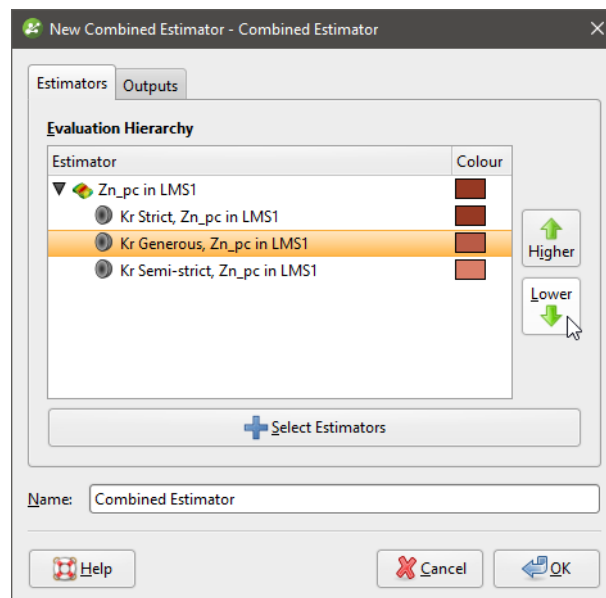 New Combined Estimator - Combined Estimator
Estimators Outputs
Evaluation Hierarchy
Estimator Colour
Zn_pc in LMS1
Kr Strict, Zn_pc in LMS1
Kr Generous, Zn_pc in LMS1
Kr Semi-strict, Zn_pc in LMS1
Higher
Lower
Select Estimators
Name: Combined Estimator
Help Cancel OK